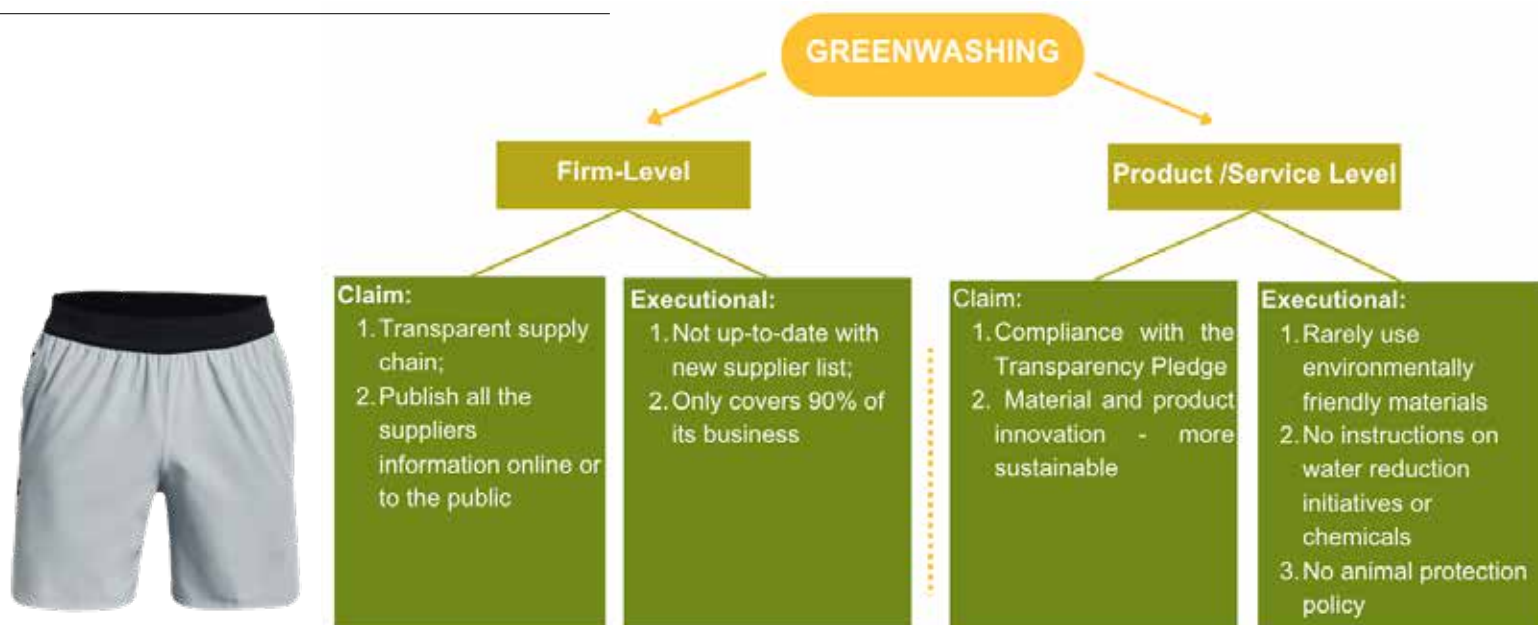 GREENWASHING
Firm-Level
Product /Service Level
Claim:
1. Transparent supply
chain;
2. Publish all the
suppliers
information online or
to the public
Executional:
1. Not up-to-date with
new supplier list;
2. Only covers 90% of
its business
Claim:
1. Compliance with the
Transparency Pledge
2. Material and product
innovation - more
sustainable
Executional:
1. Rarely use
environmentally
friendly materials
2. No instructions on
water reduction
initiatives or
chemicals
3. No animal protection
policy